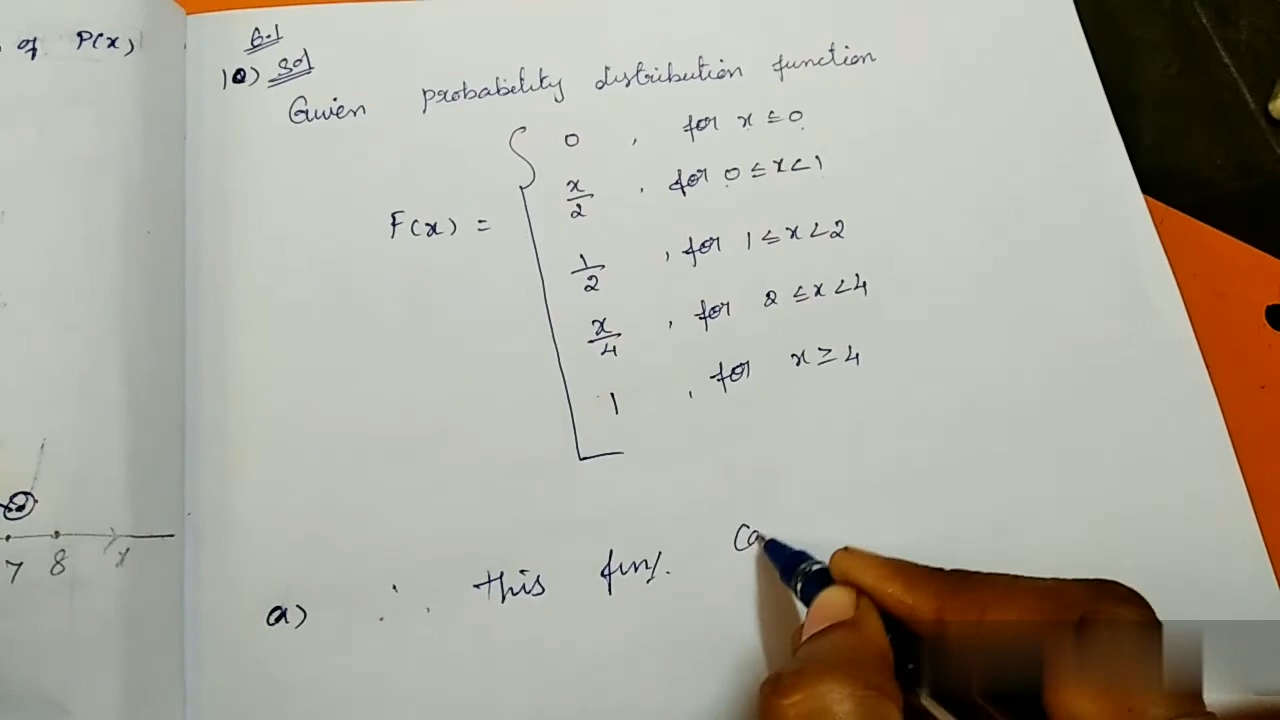 of P(x)
6.1
10) Sol
Given probability distribution function
F(x) =
0 , for x ≤ 0
x/2 , for 0 ≤ x < 1
1/2 , for 1 ≤ x < 2
x/4 , for 2 ≤ x < 4
1 , for x ≥ 4
a) ∴ this fun/. Ca
7 8 x